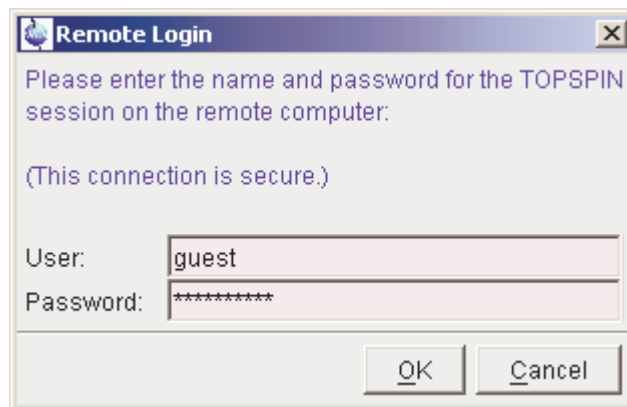 Remote Login
Please enter the name and password for the TOPSPIN
session on the remote computer:
(This connection is secure.)
User: guest
Password: **********
OK Cancel